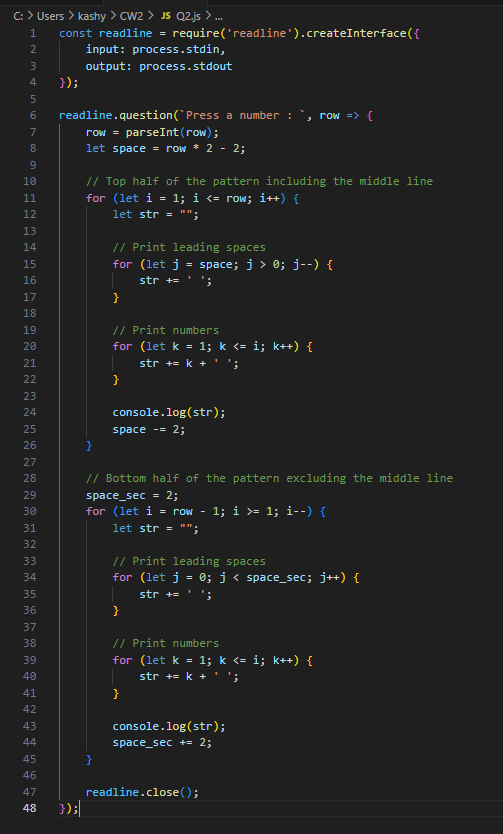 C: > Users > kashy > CW2 > JS Q2.js > ...
1 const readline = require('readline').createInterface({
2     input: process.stdin,
3     output: process.stdout
4 });
5
6 readline.question(`Press a number : `, row => {
7     row = parseInt(row);
8     let space = row * 2 - 2;
9
10     // Top half of the pattern including the middle line
11     for (let i = 1; i <= row; i++) {
12         let str = "";
13
14         // Print leading spaces
15         for (let j = space; j > 0; j--) {
16             str += ' ';
17         }
18
19         // Print numbers
20         for (let k = 1; k <= i; k++) {
21             str += k + ' ';
22         }
23
24         console.log(str);
25         space -= 2;
26     }
27
28     // Bottom half of the pattern excluding the middle line
29     space_sec = 2;
30     for (let i = row - 1; i >= 1; i--) {
31         let str = "";
32
33         // Print leading spaces
34         for (let j = 0; j < space_sec; j++) {
35             str += ' ';
36         }
37
38         // Print numbers
39         for (let k = 1; k <= i; k++) {
40             str += k + ' ';
41         }
42
43         console.log(str);
44         space_sec += 2;
45     }
46
47     readline.close();
48 });